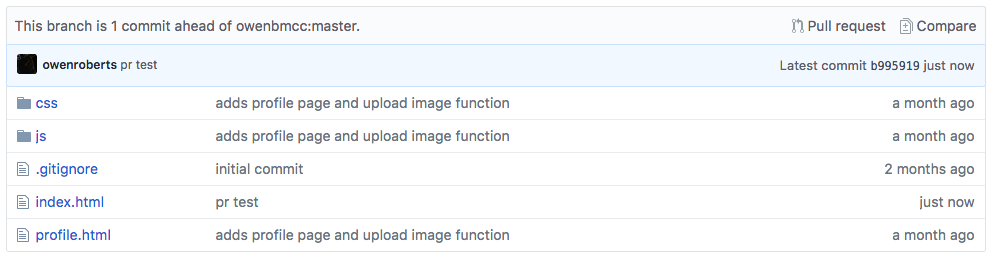 This branch is 1 commit ahead of owenbmcc:master. Pull request Compare
owenroberts pr test Latest commit b995919 just now
css adds profile page and upload image function a month ago
js adds profile page and upload image function a month ago
.gitignore initial commit 2 months ago
index.html pr test just now
profile.html adds profile page and upload image function a month ago